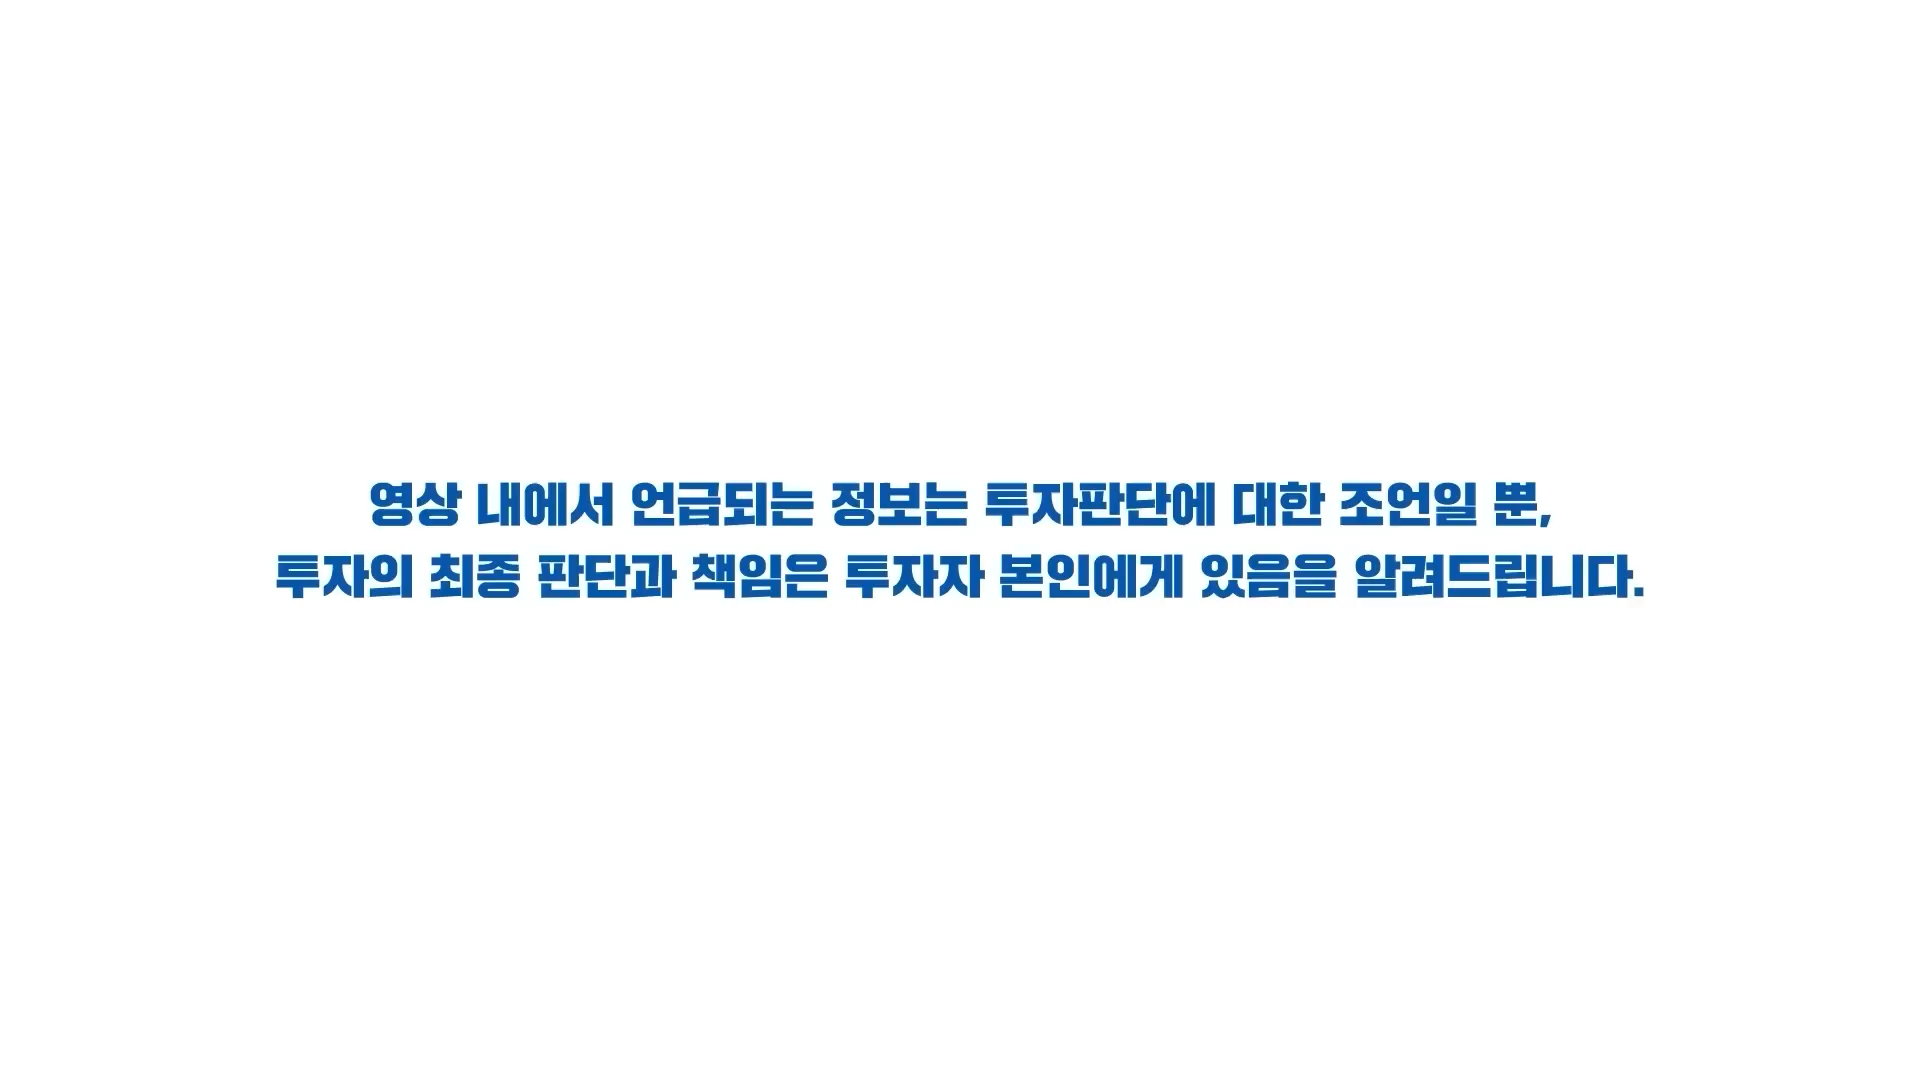 영상 내에서 언급되는 정보는 투자판단에 대한 조언일 뿐,
투자의 최종 판단과 책임은 투자자 본인에게 있음을 알려드립니다.